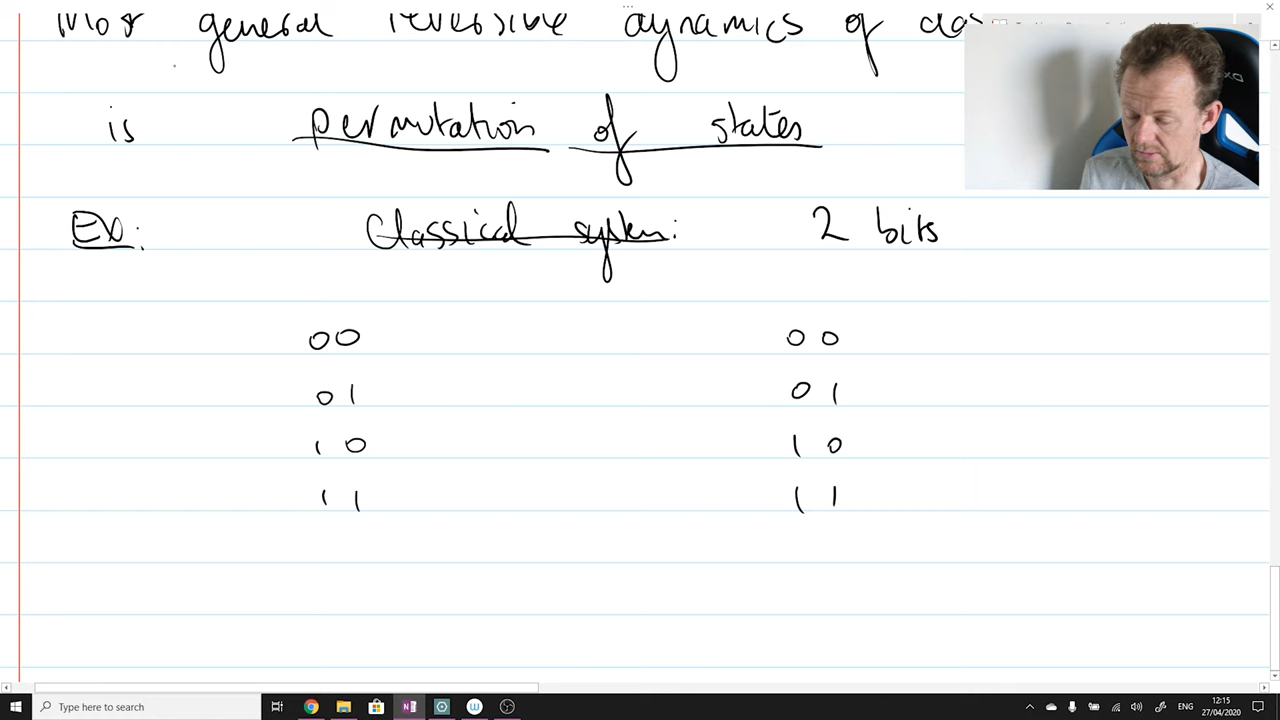 general reversible dynamics of
is permutation of states
Ex: Classical system: 2 bits
00 00
01 01
10 10
11 11
Type here to search
ENG
12:15
27/04/2020